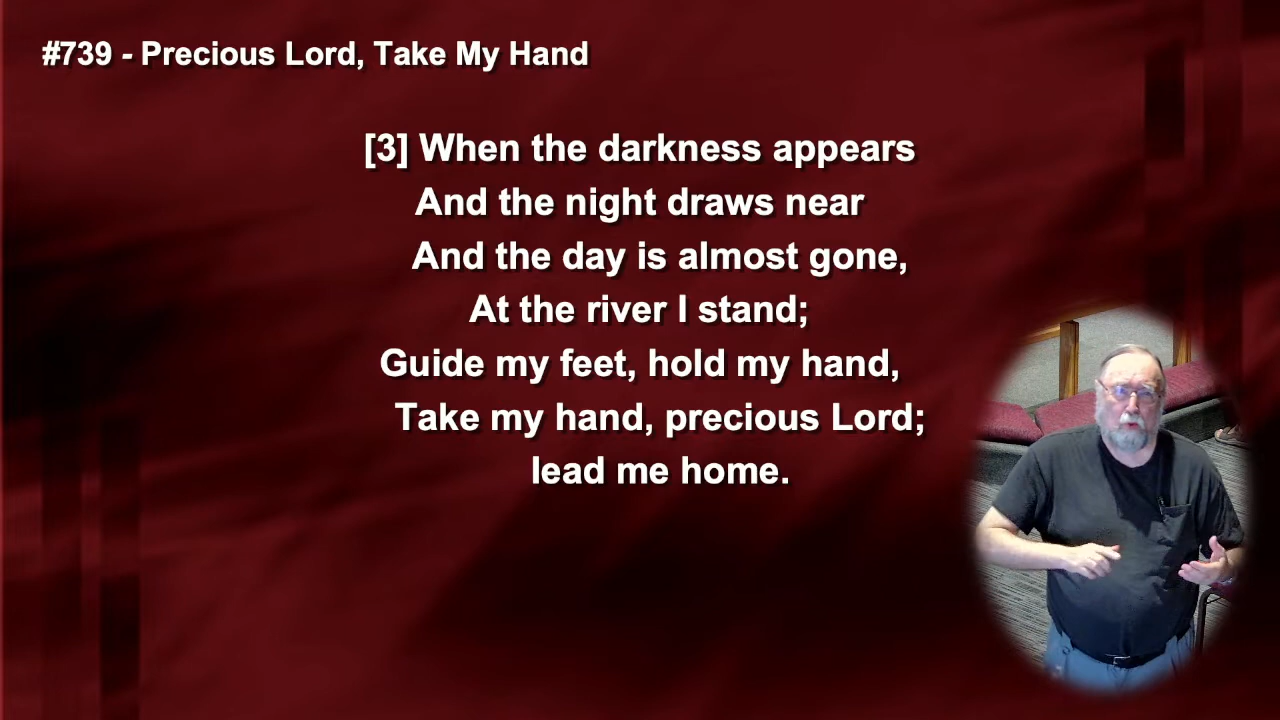 #739 - Precious Lord, Take My Hand
[3] When the darkness appears
And the night draws near
And the day is almost gone,
At the river I stand;
Guide my feet, hold my hand,
Take my hand, precious Lord;
lead me home.